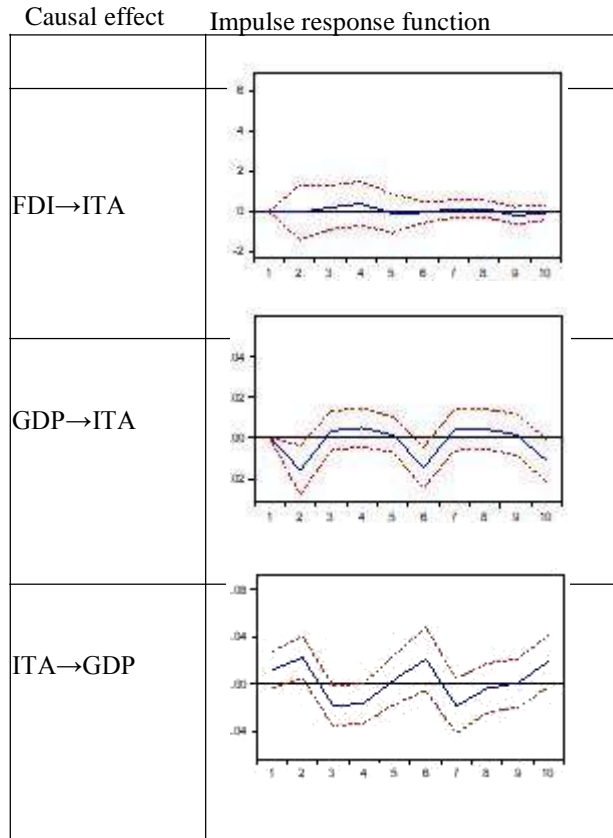 Causal effect Impulse response function
6
4
2
0
-2
1 2 3 4 5 6 7 8 9 10
FDI→ITA
.04
.02
.00
.02
1 2 3 4 5 6 7 8 9 10
GDP→ITA
.08
.04
.00
.04
1 2 3 4 5 6 7 8 9 10
ITA→GDP